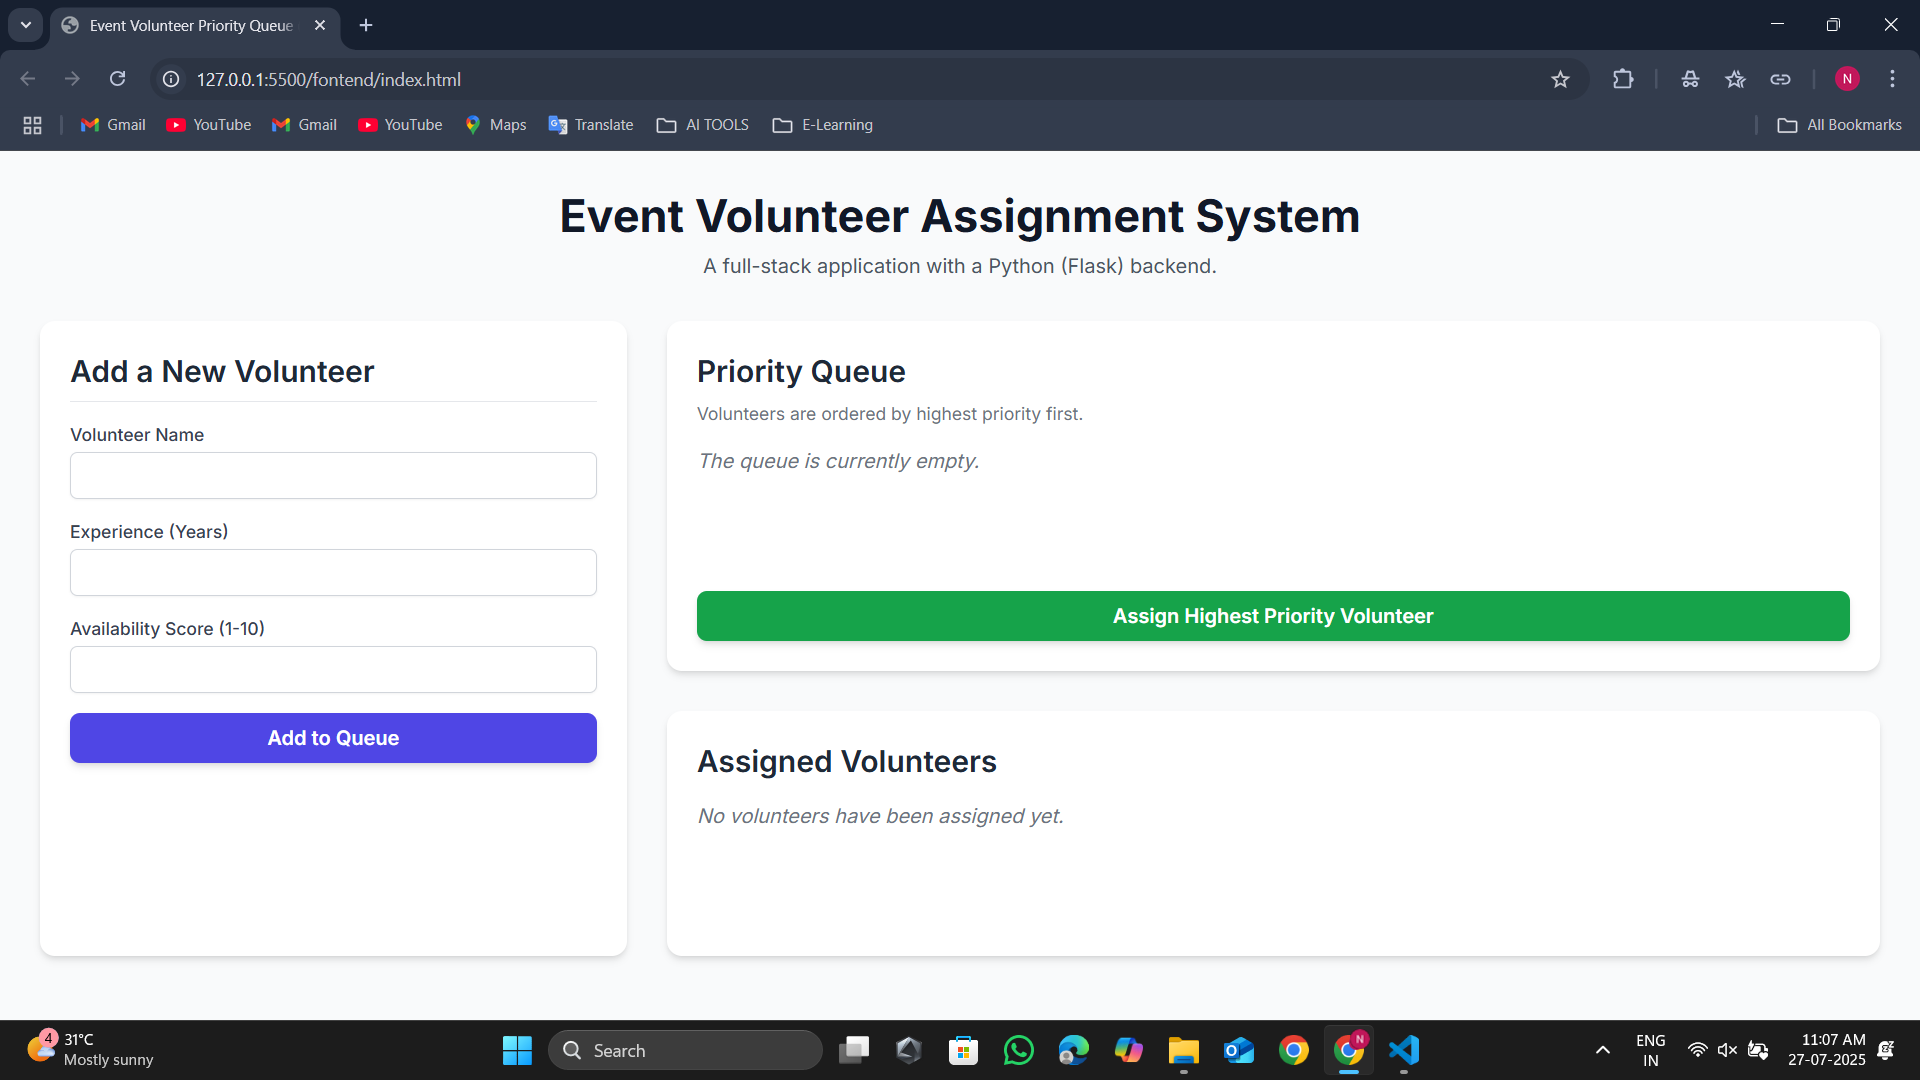 Event Volunteer Priority Queue
127.0.0.1:5500/fontend/index.html
N
Gmail
YouTube
Gmail
YouTube
Maps
Translate
AI TOOLS
E-Learning
All Bookmarks
Event Volunteer Assignment System
A full-stack application with a Python (Flask) backend.
Add a New Volunteer
Volunteer Name
Experience (Years)
Availability Score (1-10)
Add to Queue
Priority Queue
Volunteers are ordered by highest priority first.
The queue is currently empty.
Assign Highest Priority Volunteer
Assigned Volunteers
No volunteers have been assigned yet.
4
31°C
Mostly sunny
Search
N
ENG
IN
11:07 AM
27-07-2025